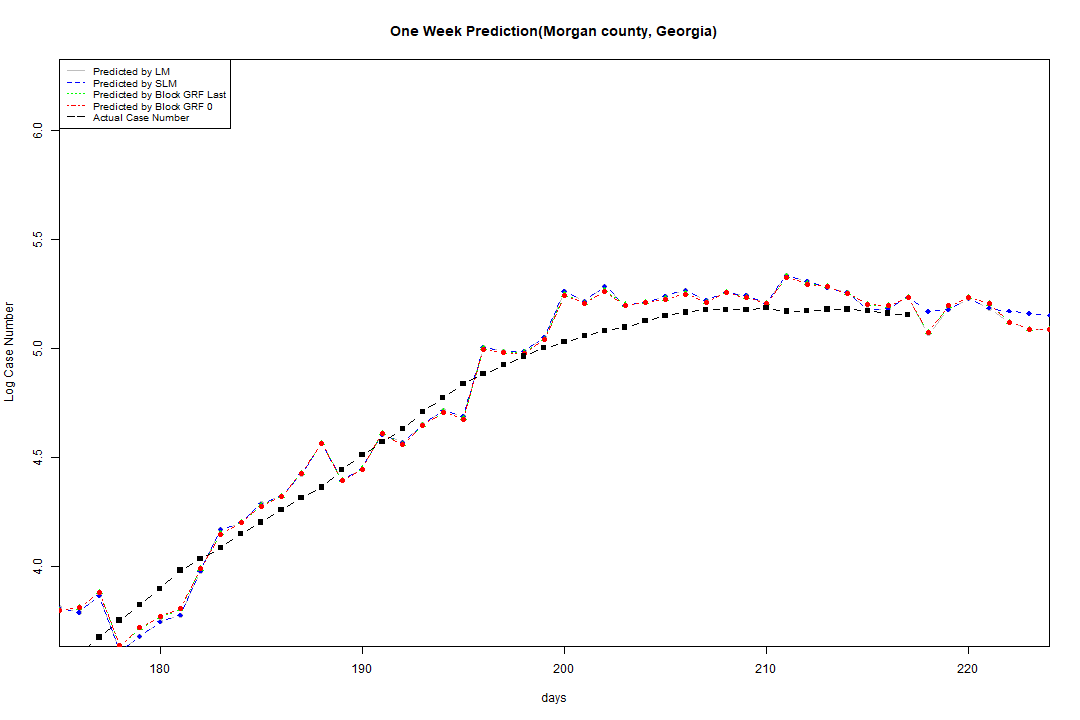 One Week Prediction(Morgan county, Georgia)
Predicted by LM
Predicted by SLM
Predicted by Block GRF Last
Predicted by Block GRF 0
Actual Case Number
6.0
5.5
5.0
4.5
4.0
Log Case Number
180 190 200 210 220
days